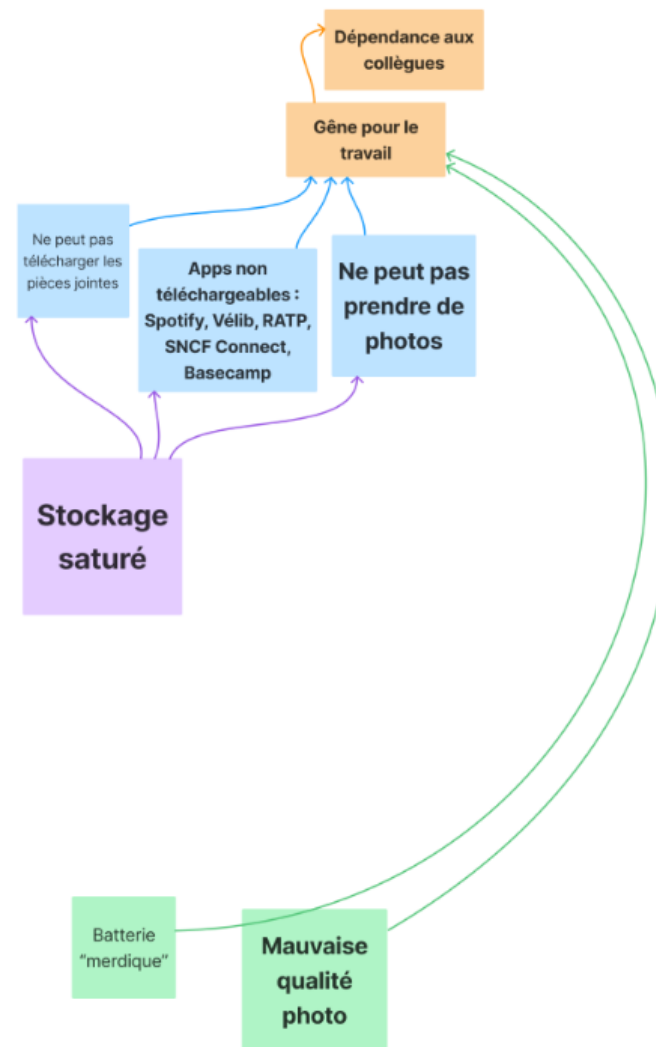 Dépendance aux
collègues
Gêne pour le
travail
Ne peut pas
télécharger les
pièces jointes
Apps non
téléchargeables :
Spotify, Vélib, RATP,
SNCF Connect,
Basecamp
Ne peut pas
prendre de
photos
Stockage
saturé
Batterie
“merdique”
Mauvaise
qualité
photo